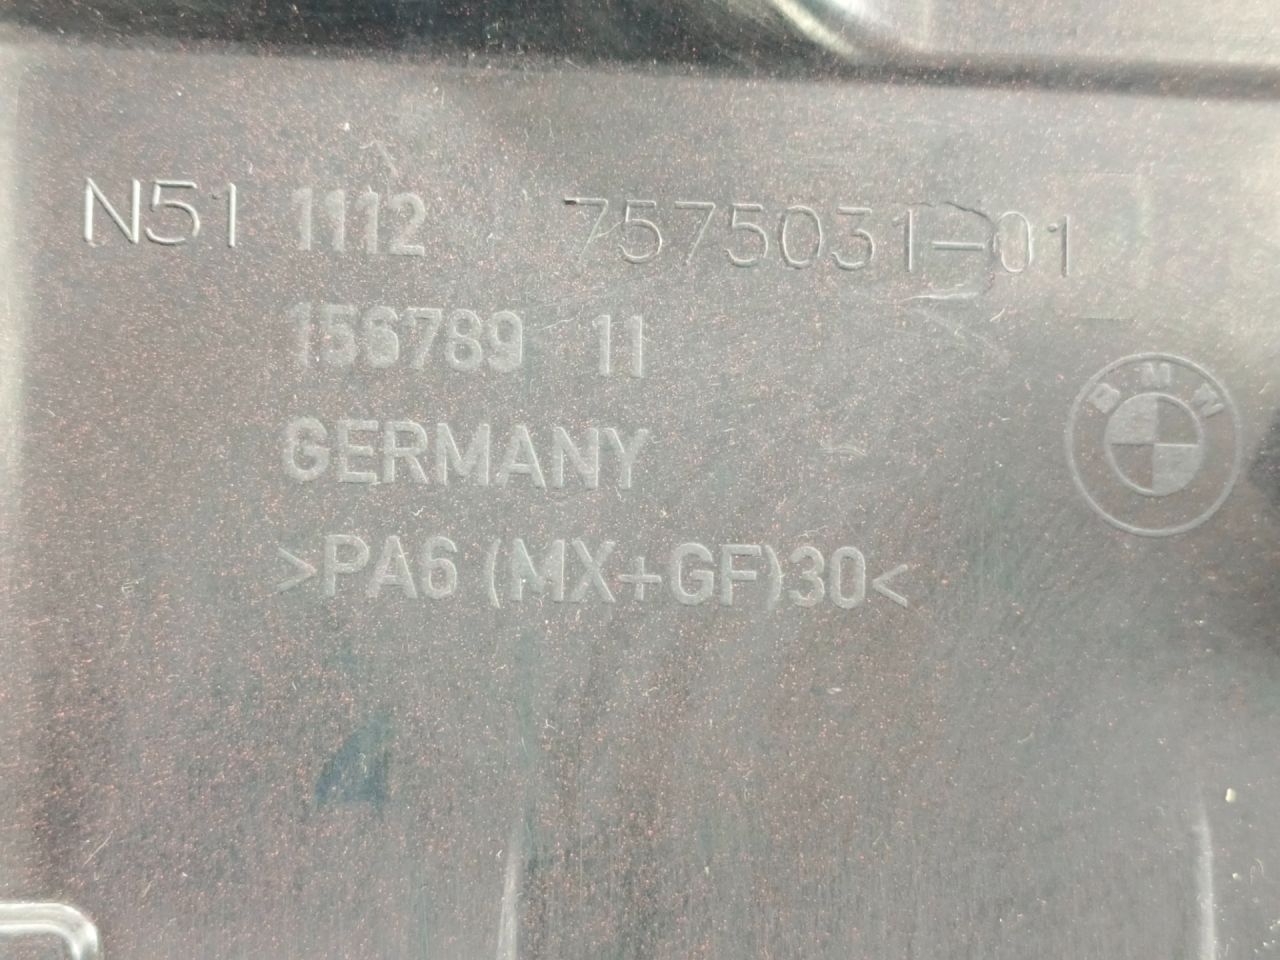 N51 1112 7575031-01
156789 11
GERMANY
>PA6 (MX+GF)30<
BMW